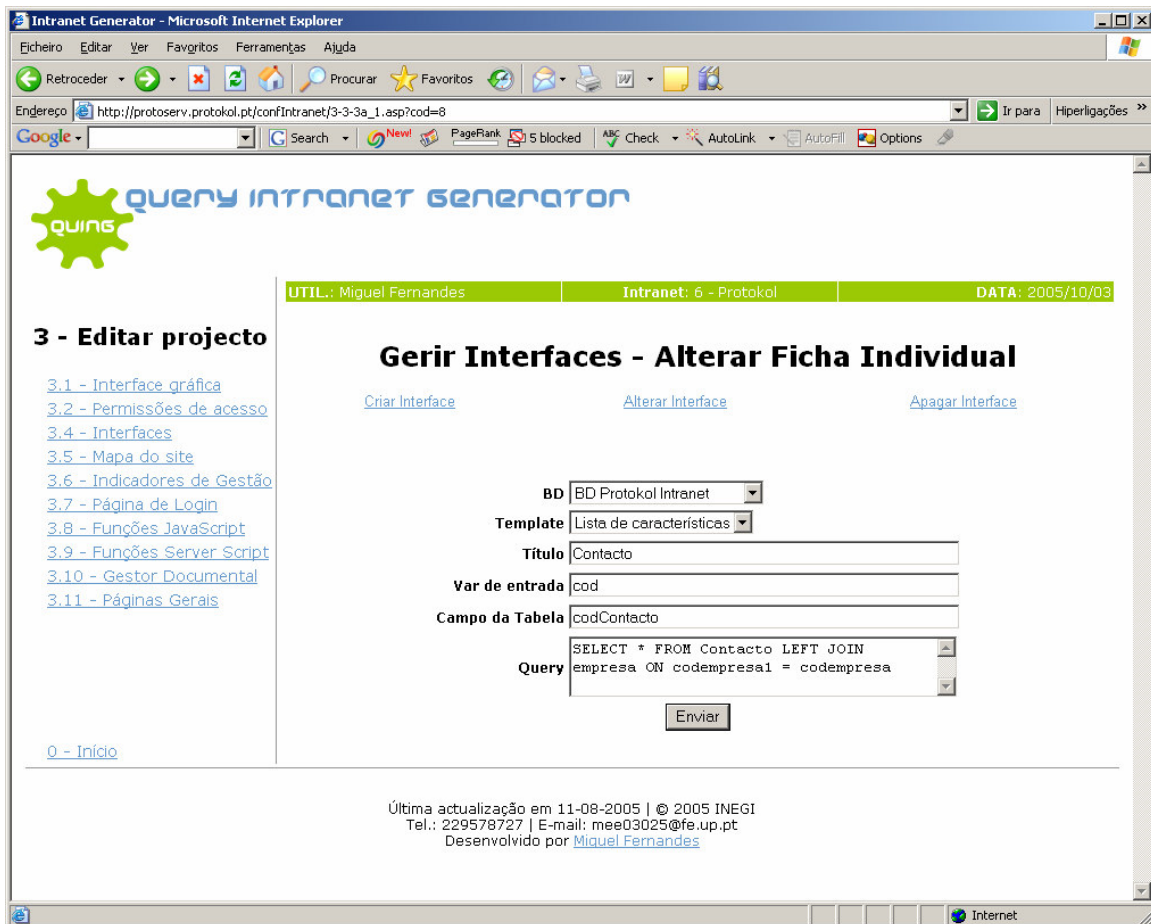 Intranet Generator - Microsoft Internet Explorer
Ficheiro Editar Ver Favoritos Ferramentas Ajuda
Retroceder Procurar Favoritos
Endereço http://protoserv.protokol.pt/confIntranet/3-3-3a_1.asp?cod=8 Ir para Hiperligações »
Google Search New! PageRank 5 blocked ABC Check AutoLink AutoFill Options
QUING
QUERY INTRANET GENERATOR
UTIL.: Miguel Fernandes Intranet: 6 - Protokol DATA: 2005/10/03
3 - Editar projecto
3.1 - Interface gráfica
3.2 - Permissões de acesso
3.4 - Interfaces
3.5 - Mapa do site
3.6 - Indicadores de Gestão
3.7 - Página de Login
3.8 - Funções JavaScript
3.9 - Funções Server Script
3.10 - Gestor Documental
3.11 - Páginas Gerais
0 - Início
Gerir Interfaces - Alterar Ficha Individual
Criar Interface Alterar Interface Apagar Interface
BD BD Protokol Intranet
Template Lista de características
Título Contacto
Var de entrada cod
Campo da Tabela codContacto
Query SELECT * FROM Contacto LEFT JOIN
empresa ON codempresa1 = codempresa
Enviar
Última actualização em 11-08-2005 | © 2005 INEGI
Tel.: 229578727 | E-mail: mee03025@fe.up.pt
Desenvolvido por Miguel Fernandes
Internet